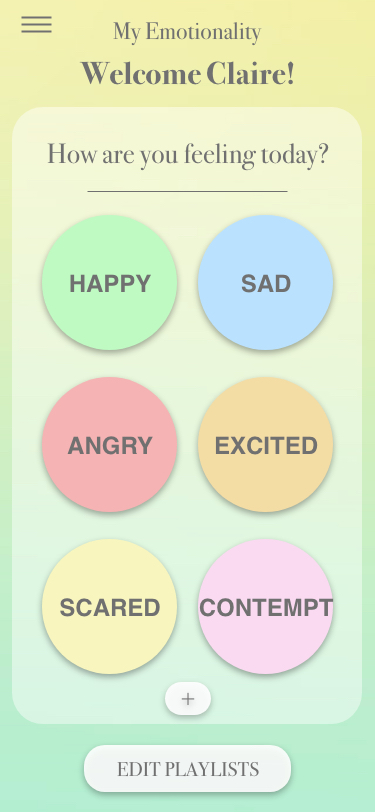 My Emotionality
Welcome Claire!
How are you feeling today?
HAPPY
SAD
ANGRY
EXCITED
SCARED
CONTEMPT
+
EDIT PLAYLISTS